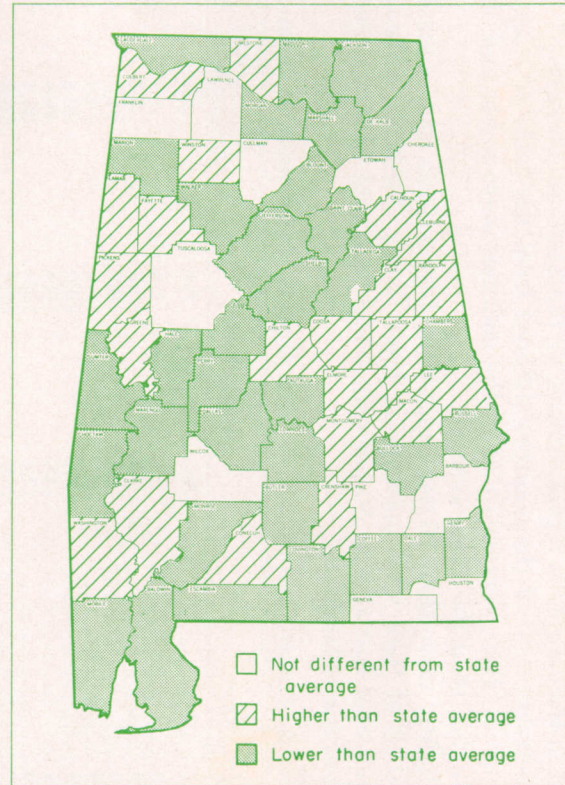 LAUDERDALE
LIMESTONE
MADISON
JACKSON
COLBERT
LAWRENCE
FRANKLIN
MORGAN
MARSHALL
DE KALB
CHEROKEE
MARION
WINSTON
CULLMAN
BLOUNT
ETOWAH
LAMAR
FAYETTE
WALKER
JEFFERSON
SAINT CLAIR
CALHOUN
CLEBURNE
PICKENS
TUSCALOOSA
SHELBY
TALLADEGA
CLAY
RANDOLPH
GREENE
HALE
CHILTON
COOSA
TALLAPOOSA
CHAMBERS
SUMTER
PERRY
AUTAUGA
ELMORE
LEE
MACON
MARENGO
DALLAS
MONTGOMERY
RUSSELL
CHOCTAW
WILCOX
LOWNDES
BULLOCK
BARBOUR
CLARKE
MONROE
BUTLER
CRENSHAW
PIKE
WASHINGTON
CONECUH
COVINGTON
COFFEE
DALE
HENRY
HOUSTON
MOBILE
BALDWIN
ESCAMBIA
GENEVA
Not different from state
average
Higher than state average
Lower than state average